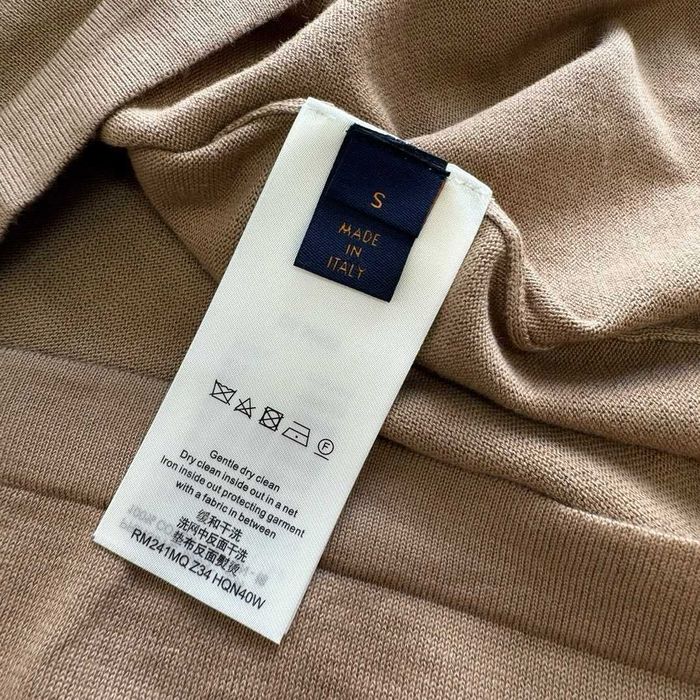 S
MADE
IN
ITALY
F
Gentle dry clean
Dry clean inside out in a net
Iron inside out protecting garment
with a fabric in between
缓和干洗
洗网中反面干洗
垫布反面熨烫
RM241MQ Z34 HQN40W